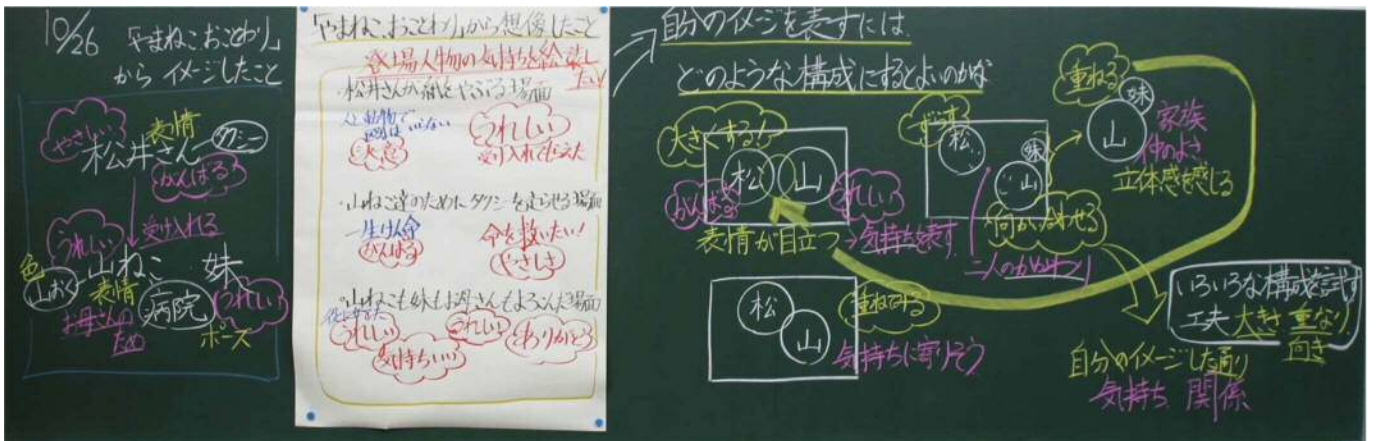 10/26 「やまねこ、おことわり」
からイメージしたこと
やさしい
表情
松井さん
タクシー
がんばる!
うれしい
受け入れる
色
山おく
山ねこ
妹
表情
病院
うれしい
お母さんの
ため
ポーズ
「やまねこ、おことわり」から想像したこと
登場人物の気持ちを絵に表し
たい!
・松井さんが紙をやぶる場面
人と動物で
うれしい
受け入れてもらえた
・山ねこ達のためにタクシーを走らせる場面
一生けん命
がんばる
命を救いたい!
やさしさ
・山ねこも妹もお母さんもよろこんだ場面
うれしい
うれしい
ありがとう
気持ちいい
自分のイメージを表すには
どのような構成にするとよいのかな
大きくする!
松
山
がんばる
うれしい
表情が目立つ→気持ちを表す
ずらす
松
妹
山
何か合わせる
二人のかかわり
重ねる
妹
山
家族
仲のよさ
立体感を感じる
松
山
重ねてみる
気持ちに寄りそう
いろいろな構成を試す
工夫 大きさ 重なり
向き
自分のイメージした通り
気持ち 関係